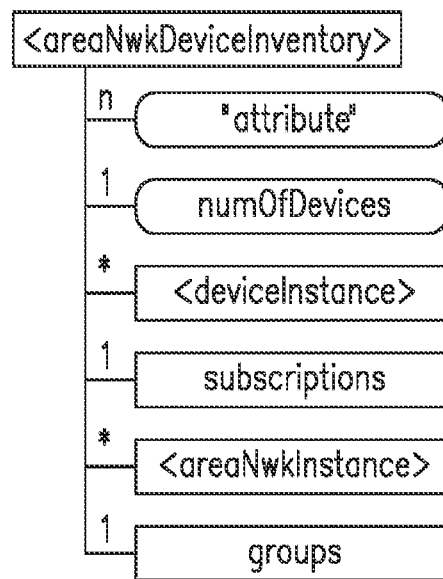 <areaNwkDeviceInventory>
n
"attribute"
1
numOfDevices
*
<deviceInstance>
1
subscriptions
*
<areaNwkInstance>
1
groups